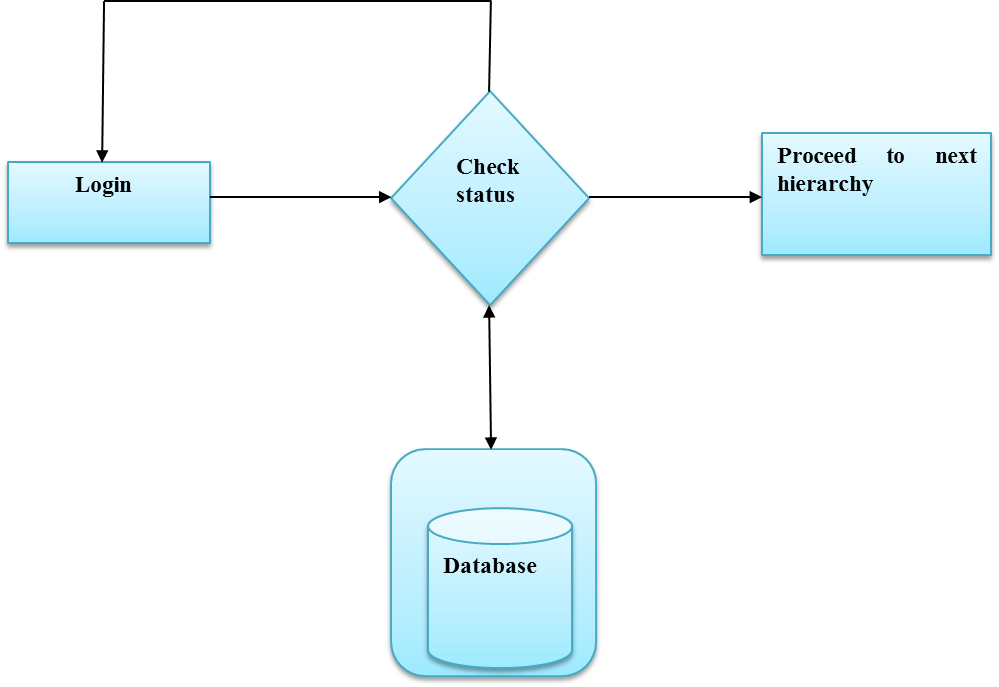 Login
Check
status
Proceed to next
hierarchy
Database